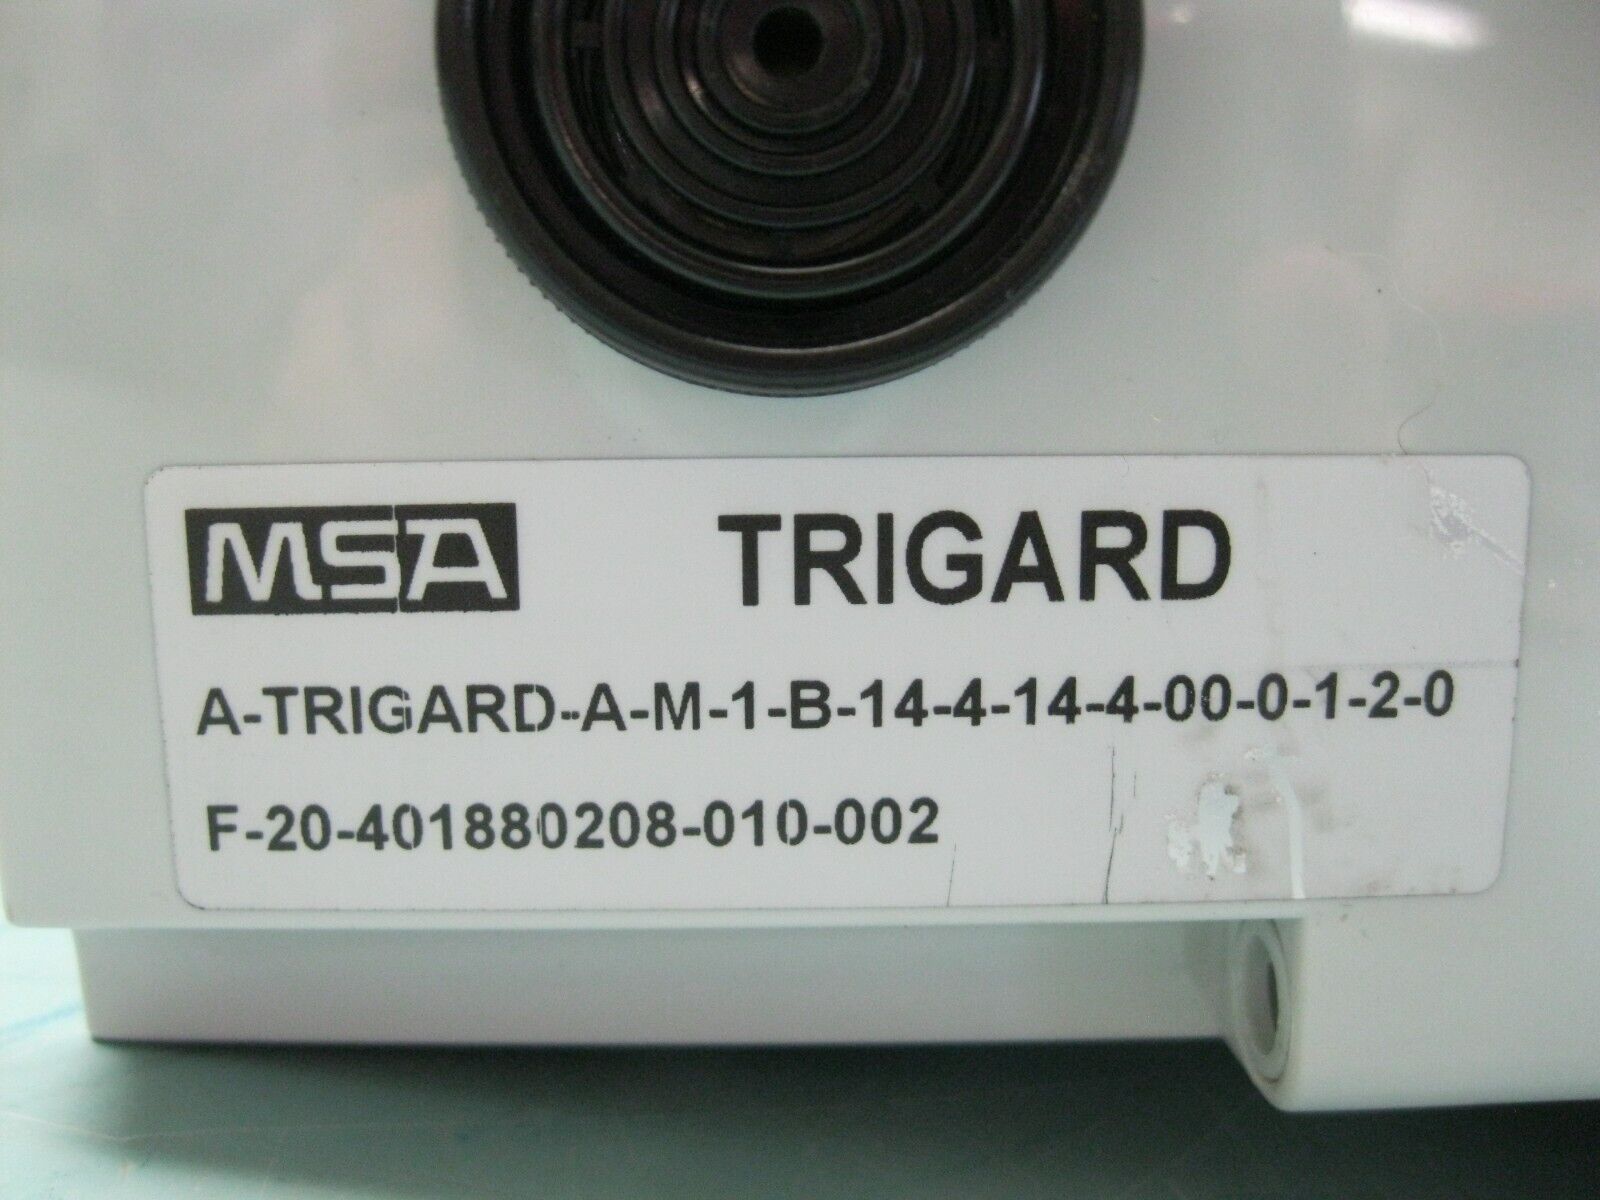 MSA TRIGARD
A-TRIGARD-A-M-1-B-14-4-14-4-00-0-1-2-0
F-20-401880208-010-002